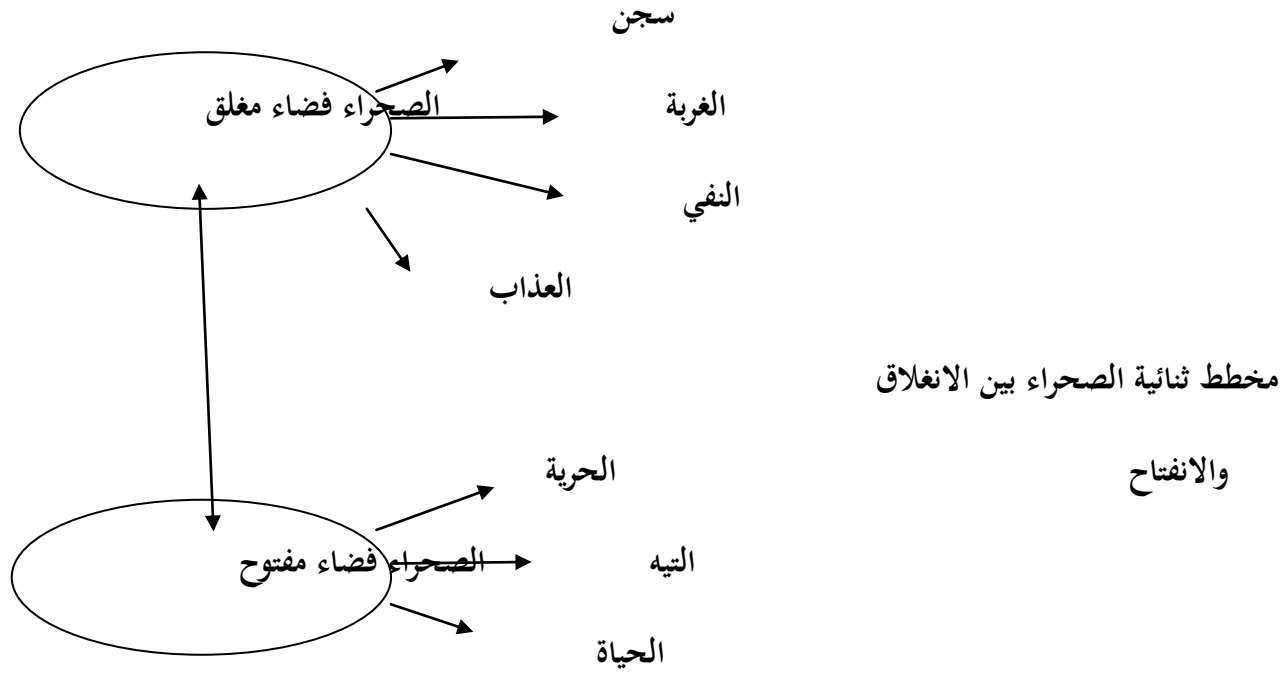 سجن
الصحراء فضاء مغلق
الغربة
النفي
العذاب
مخطط ثنائية الصحراء بين الانغلاق
والانفتاح
الحرية
الصحراء فضاء مفتوح
التيه
الحياة